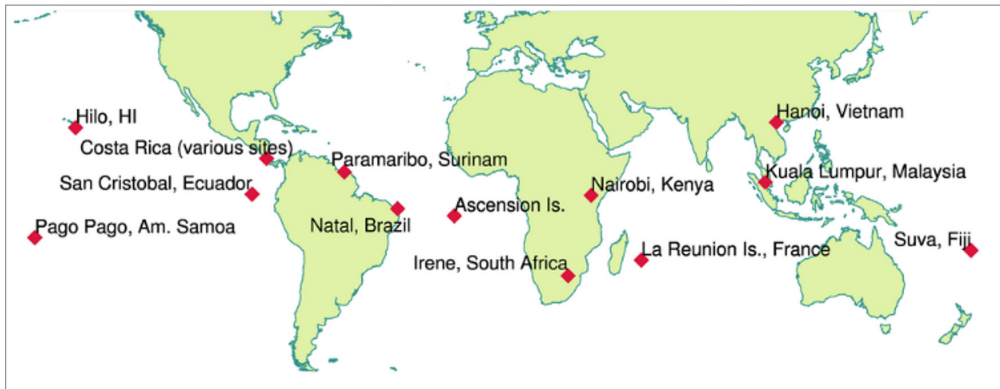 Hilo, HI
Hanoi, Vietnam
Costa Rica (various sites)
Paramaribo, Surinam
Kuala Lumpur, Malaysia
San Cristobal, Ecuador
Nairobi, Kenya
Ascension Is.
Natal, Brazil
Pago Pago, Am. Samoa
Suva, Fiji
La Reunion Is., France
Irene, South Africa